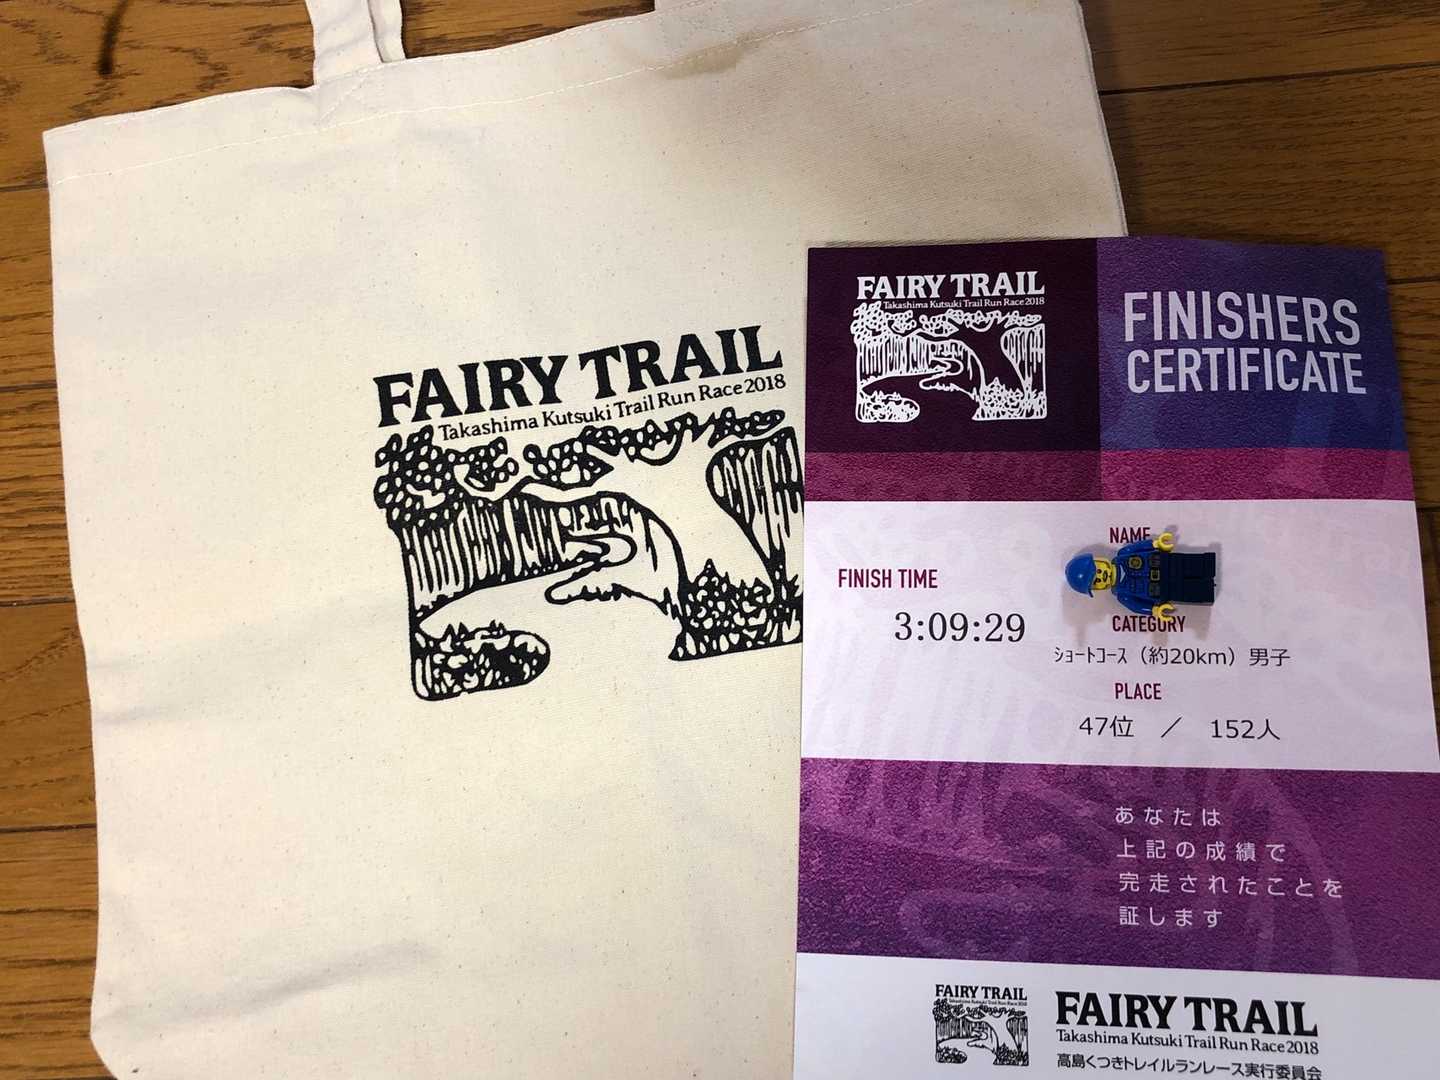 FAIRY TRAIL
Takashima Kutsuki Trail Run Race 2018
FAIRY TRAIL
Takashima Kutsuki Trail Run Race 2018
FINISHERS
CERTIFICATE
NAME
FINISH TIME
3:09:29
CATEGORY
ｼｮｰﾄｺｰｽ（約20km）男子
PLACE
47位 ／ 152人
あなたは
上記の成績で
完走されたことを
証します
FAIRY TRAIL
Takashima Kutsuki Trail Run Race 2018
FAIRY TRAIL
Takashima Kutsuki Trail Run Race 2018
高島くつきトレイルランレース実行委員会